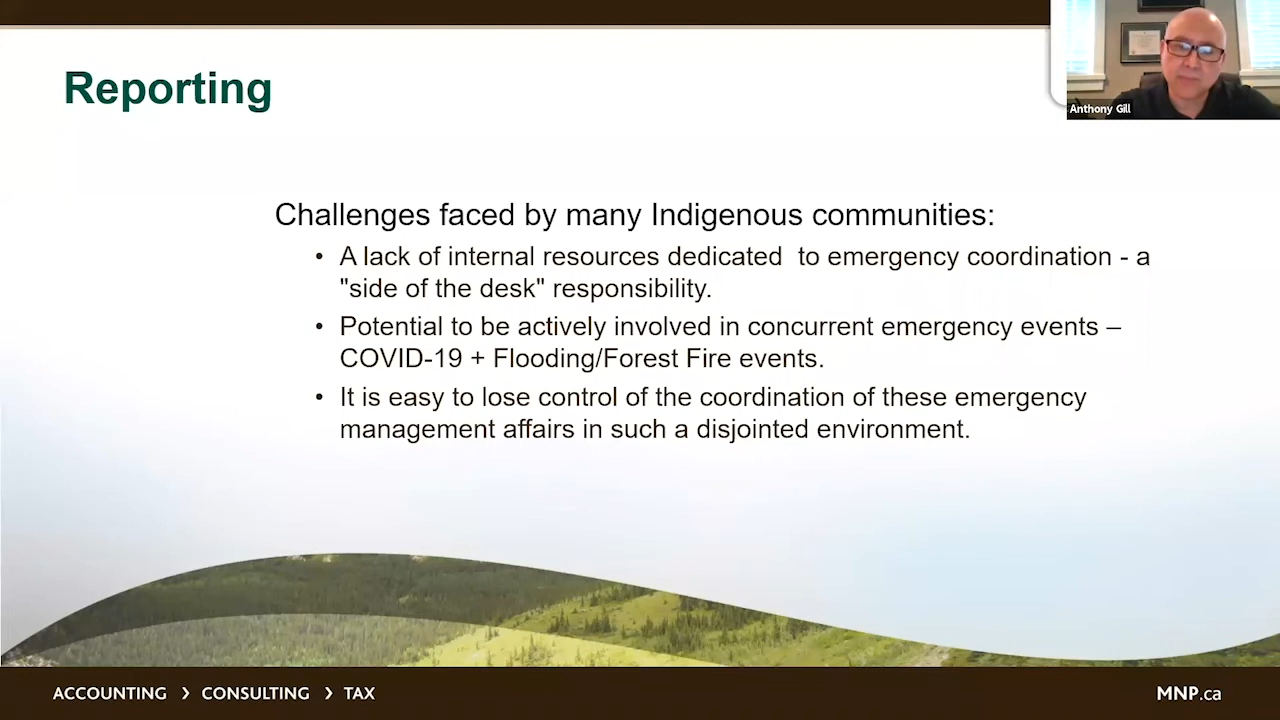 Reporting
Anthony Gill
Challenges faced by many Indigenous communities:
• A lack of internal resources dedicated  to emergency coordination - a
"side of the desk" responsibility.
• Potential to be actively involved in concurrent emergency events –
COVID-19 + Flooding/Forest Fire events.
• It is easy to lose control of the coordination of these emergency
management affairs in such a disjointed environment.
ACCOUNTING › CONSULTING › TAX
MNP.ca